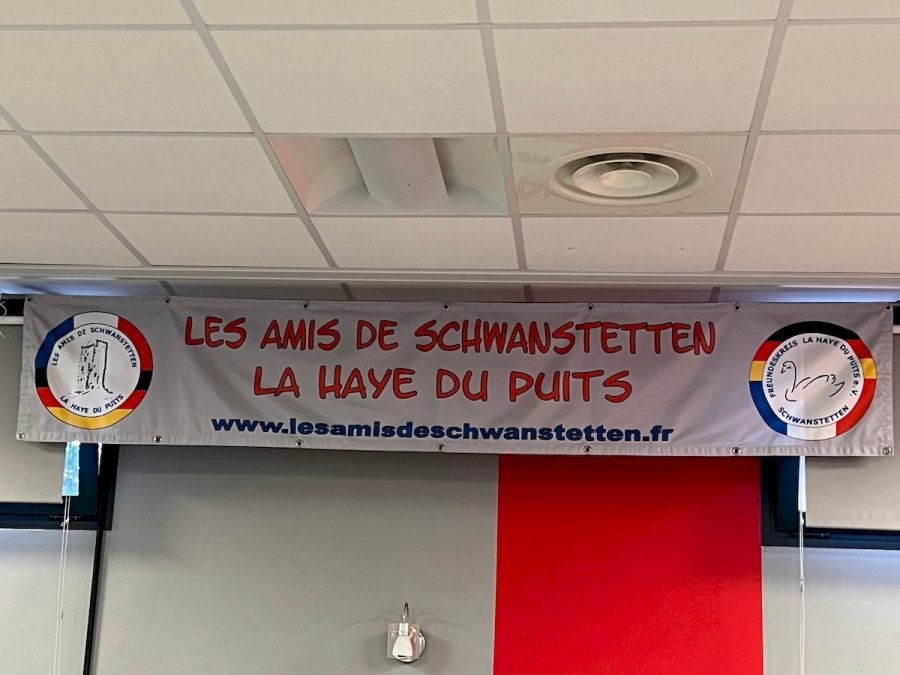 LES AMIS DE SCHWANSTETTEN
LA HAYE DU PUITS
www.lesamisdeschwanstetten.fr
LES AMIS DE SCHWANSTETTEN
LA HAYE DU PUITS
FREUNDESKREIS LA HAYE DU PUITS e.V.
SCHWANSTETTEN